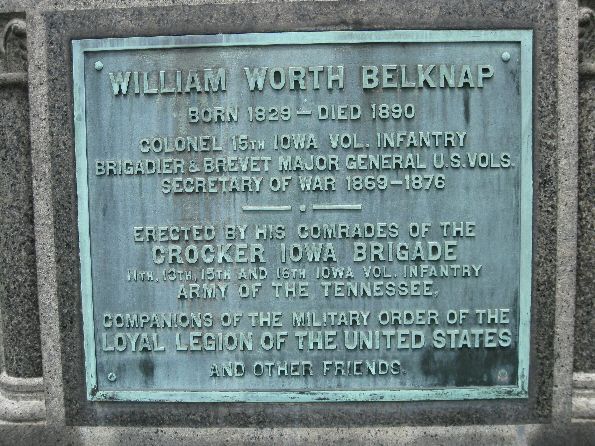 WILLIAM WORTH BELKNAP
BORN 1829 — DIED 1890
COLONEL 15TH IOWA VOL. INFANTRY
BRIGADIER & BREVET MAJOR GENERAL U.S. VOLS.
SECRETARY OF WAR 1869—1876
ERECTED BY HIS COMRADES OF THE
CROCKER IOWA BRIGADE
11TH, 13TH, 15TH AND 16TH IOWA VOL. INFANTRY
ARMY OF THE TENNESSEE,
COMPANIONS OF THE MILITARY ORDER OF THE
LOYAL LEGION OF THE UNITED STATES
AND OTHER FRIENDS.